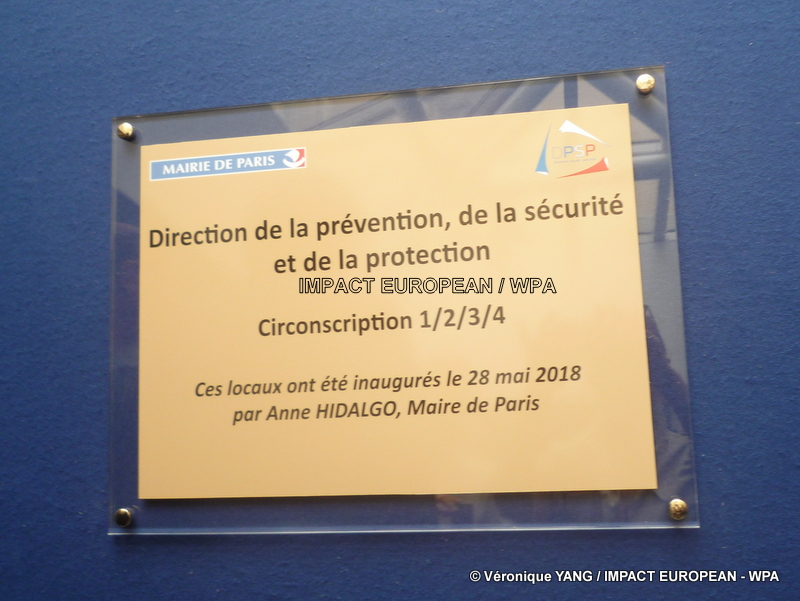 MAIRIE DE PARIS
DPSP
Direction de la prévention, de la sécurité
et de la protection
IMPACT EUROPEAN / WPA
Circonscription 1/2/3/4
Ces locaux ont été inaugurés le 28 mai 2018
par Anne HIDALGO, Maire de Paris
© Véronique YANG / IMPACT EUROPEAN - WPA